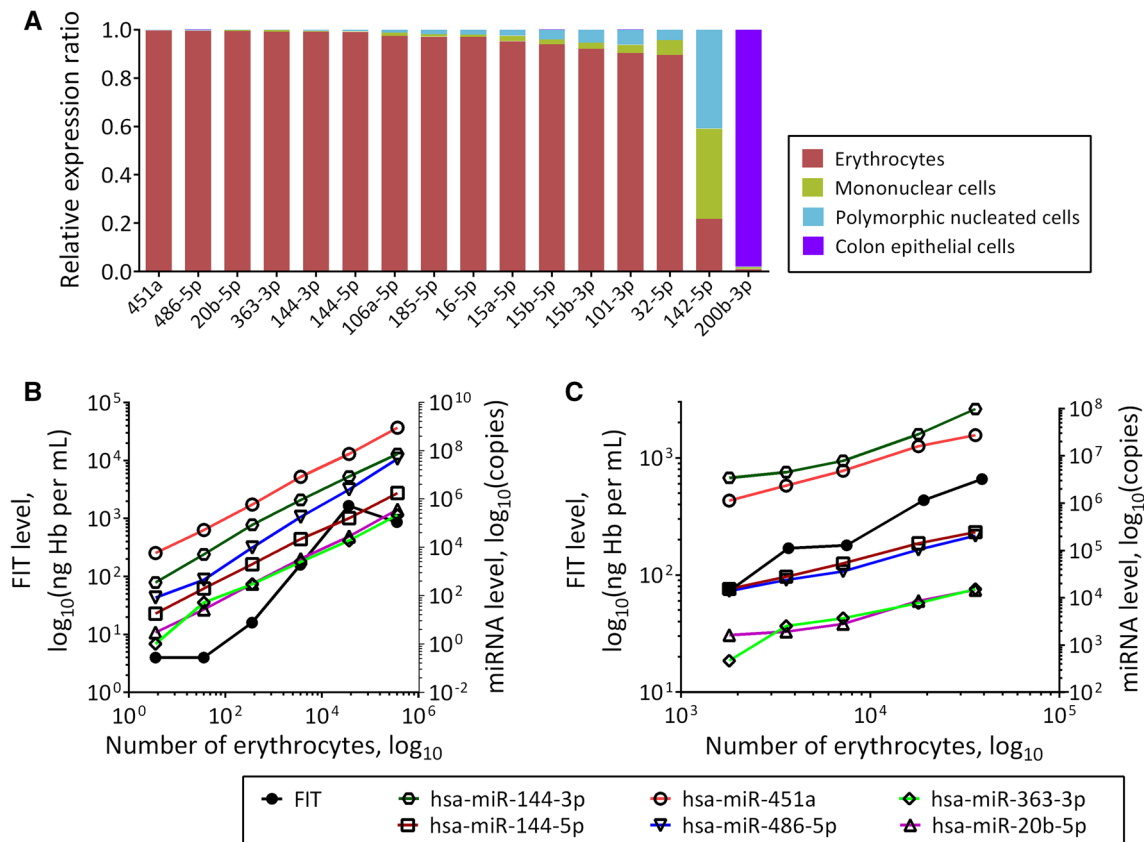 A
Relative expression ratio
1.0
0.8
0.6
0.4
0.2
0.0
451a
486-5p
20b-5p
363-3p
144-3p
144-5p
106a-5p
185-5p
16-5p
15a-5p
15b-5p
15b-3p
101-3p
32-5p
142-5p
200b-3p
Erythrocytes
Mononuclear cells
Polymorphic nucleated cells
Colon epithelial cells
B
FIT level,
log10(ng Hb per mL)
10^5
10^4
10^3
10^2
10^1
10^0
10^0 10^2 10^4 10^6
Number of erythrocytes, log10
10^10
10^8
10^6
10^4
10^2
10^0
10^-2
miRNA level, log10(copies)
C
FIT level,
log10(ng Hb per mL)
10^3
10^2
10^1
10^3 10^4 10^5
Number of erythrocytes, log10
10^8
10^7
10^6
10^5
10^4
10^3
10^2
miRNA level, log10(copies)
FIT hsa-miR-144-3p hsa-miR-451a hsa-miR-363-3p
hsa-miR-144-5p hsa-miR-486-5p hsa-miR-20b-5p